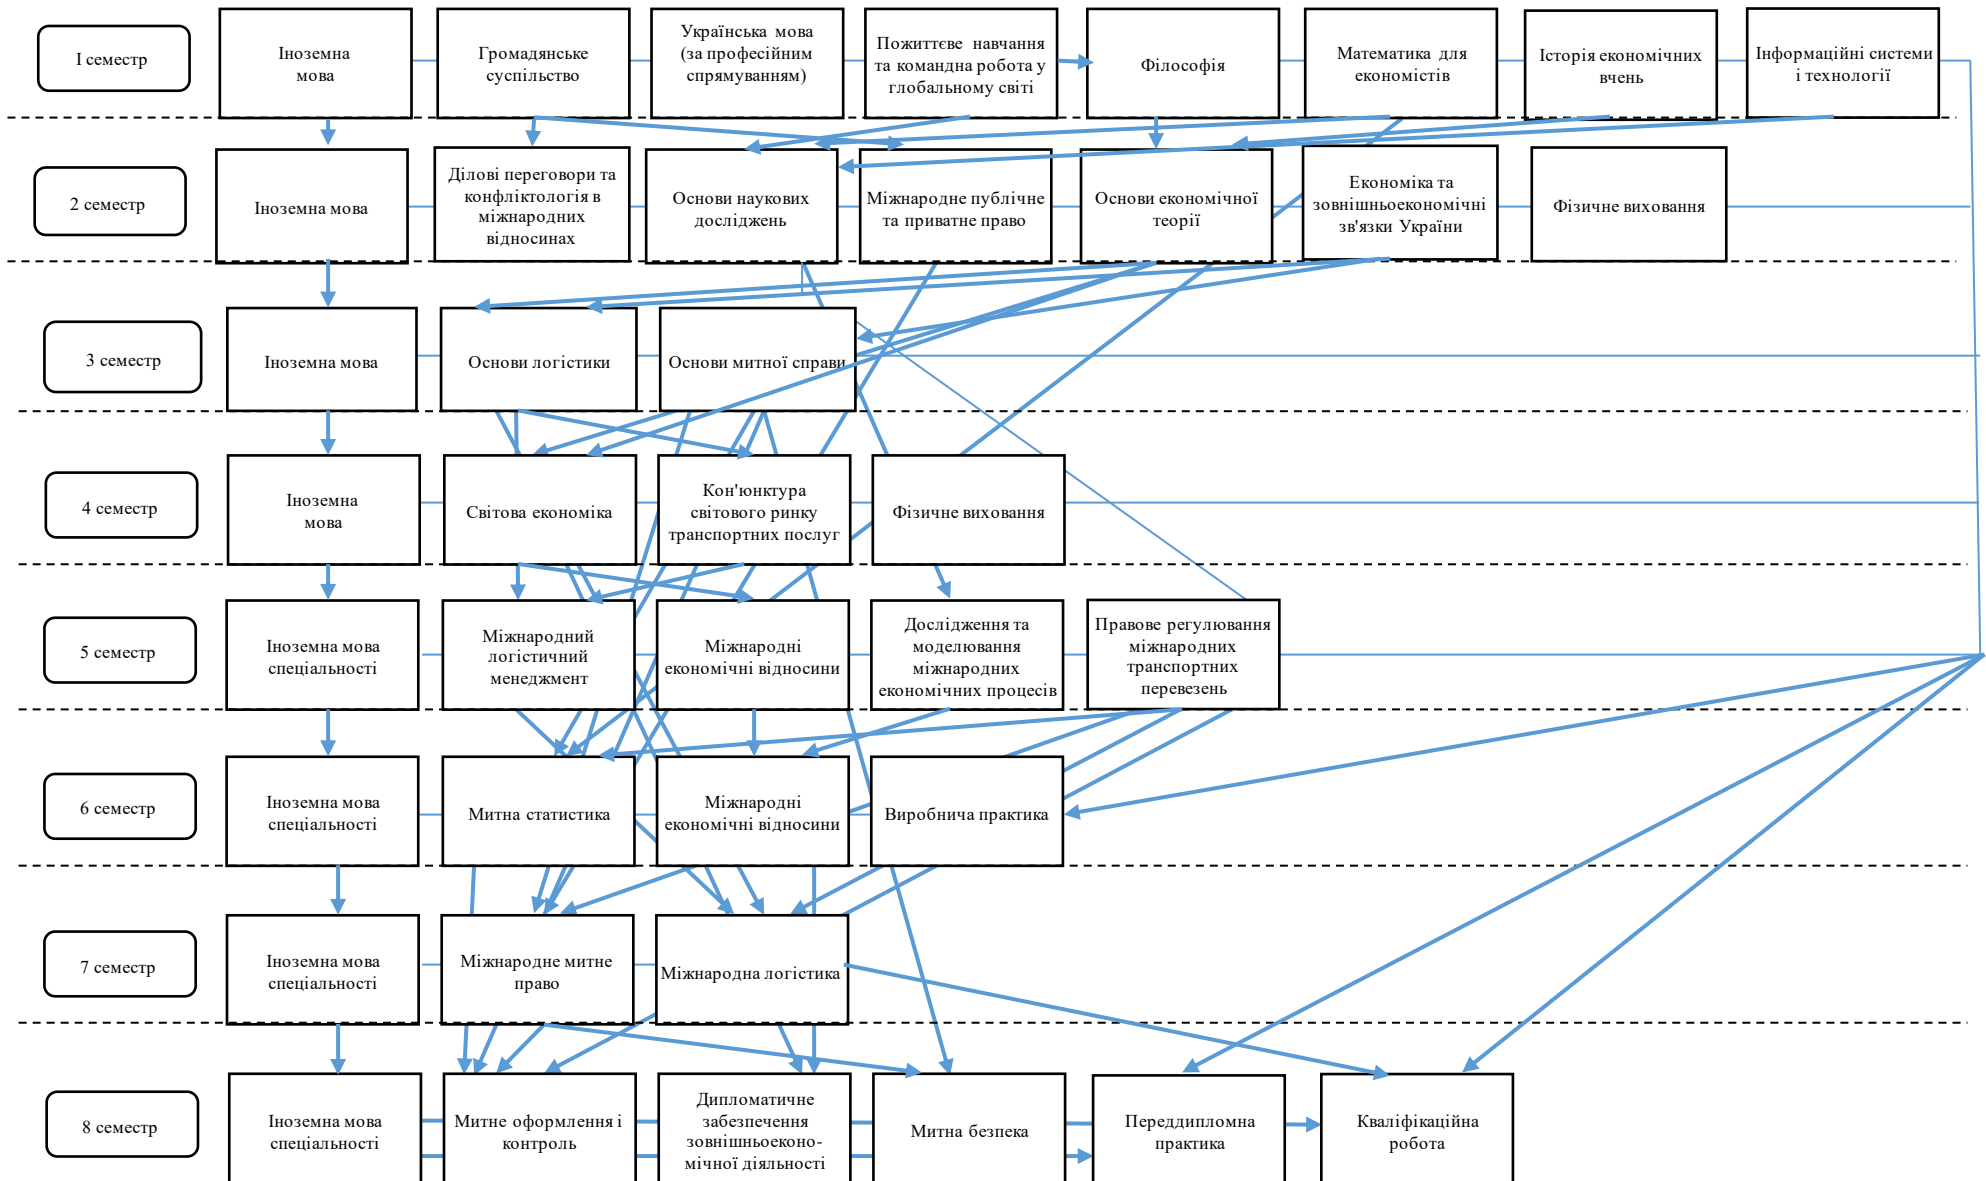 І семестр
Іноземна
мова
Громадянське
суспільство
Українська мова
(за професійним
спрямуванням)
Пожиттєве навчання
та командна робота у
глобальному світі
Філософія
Математика для
економістів
Історія економічних
вчень
Інформаційні системи
і технології
2 семестр
Іноземна мова
Ділові переговори та
конфліктологія в
міжнародних
відносинах
Основи наукових
досліджень
Міжнародне публічне
та приватне право
Основи економічної
теорії
Економіка та
зовнішньоекономічні
зв'язки України
Фізичне виховання
3 семестр
Іноземна мова
Основи логістики
Основи митної справи
4 семестр
Іноземна
мова
Світова економіка
Кон'юнктура
світового ринку
транспортних послуг
Фізичне виховання
5 семестр
Іноземна мова
спеціальності
Міжнародний
логістичний
менеджмент
Міжнародні
економічні відносини
Дослідження та
моделювання
міжнародних
економічних процесів
Правове регулювання
міжнародних
транспортних
перевезень
6 семестр
Іноземна мова
спеціальності
Митна статистика
Міжнародні
економічні відносини
Виробнича практика
7 семестр
Іноземна мова
спеціальності
Міжнародне митне
право
Міжнародна логістика
8 семестр
Іноземна мова
спеціальності
Митне оформлення і
контроль
Дипломатичне
забезпечення
зовнішньоеконо-
мічної діяльності
Митна безпека
Переддипломна
практика
Кваліфікаційна
робота